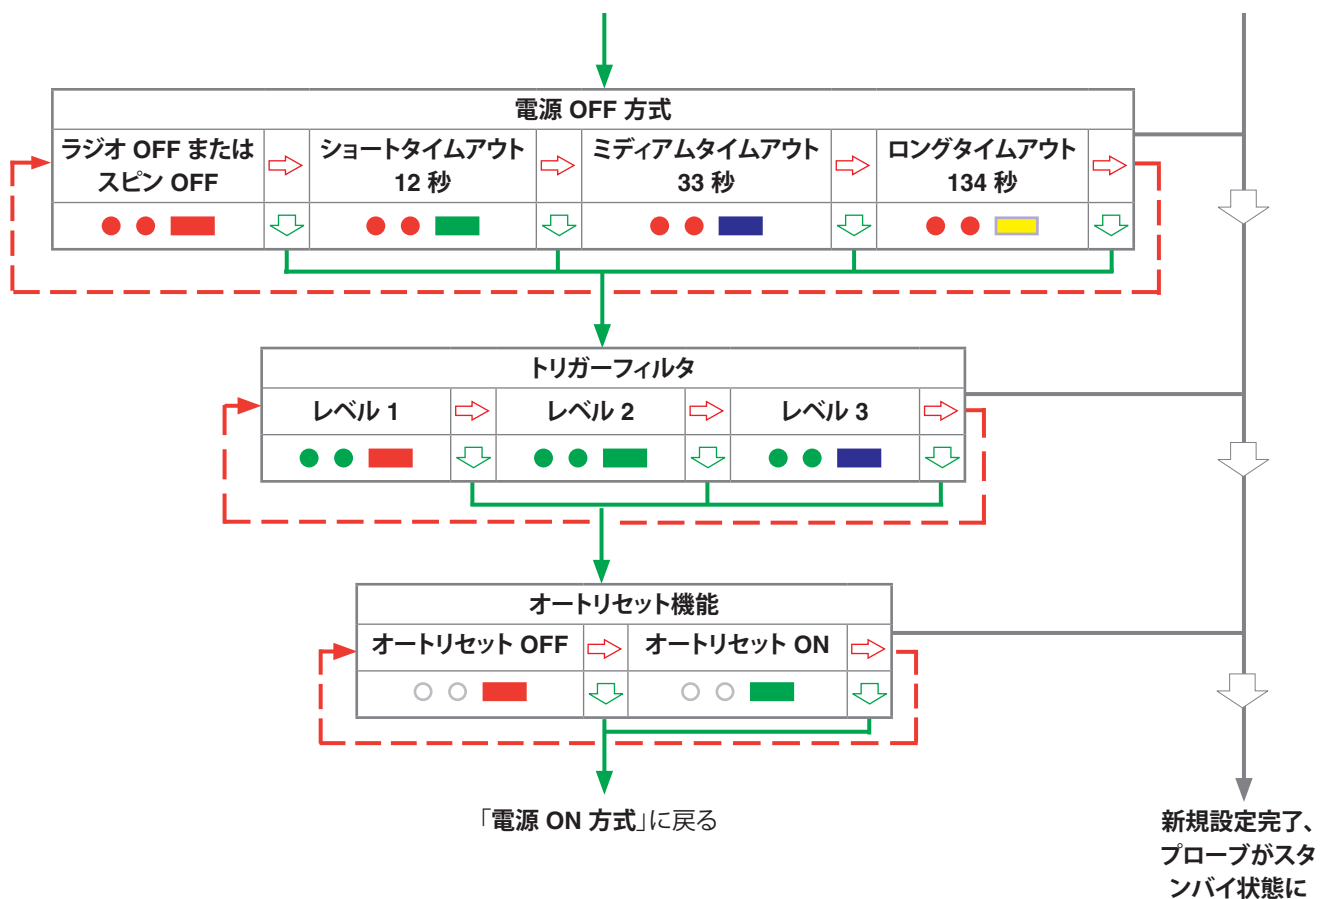 電源 OFF 方式
ラジオ OFF または
スピン OFF
ショートタイムアウト
12 秒
ミディアムタイムアウト
33 秒
ロングタイムアウト
134 秒
トリガーフィルタ
レベル 1
レベル 2
レベル 3
オートリセット機能
オートリセット OFF
オートリセット ON
「電源 ON 方式」に戻る
新規設定完了、
プローブがスタ
ンバイ状態に